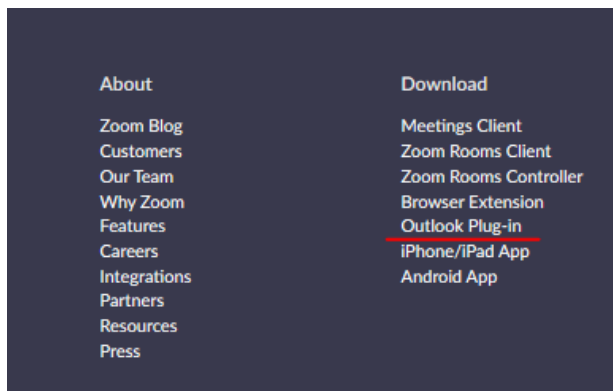 About
Zoom Blog
Customers
Our Team
Why Zoom
Features
Careers
Integrations
Partners
Resources
Press
Download
Meetings Client
Zoom Rooms Client
Zoom Rooms Controller
Browser Extension
Outlook Plug-in
iPhone/iPad App
Android App